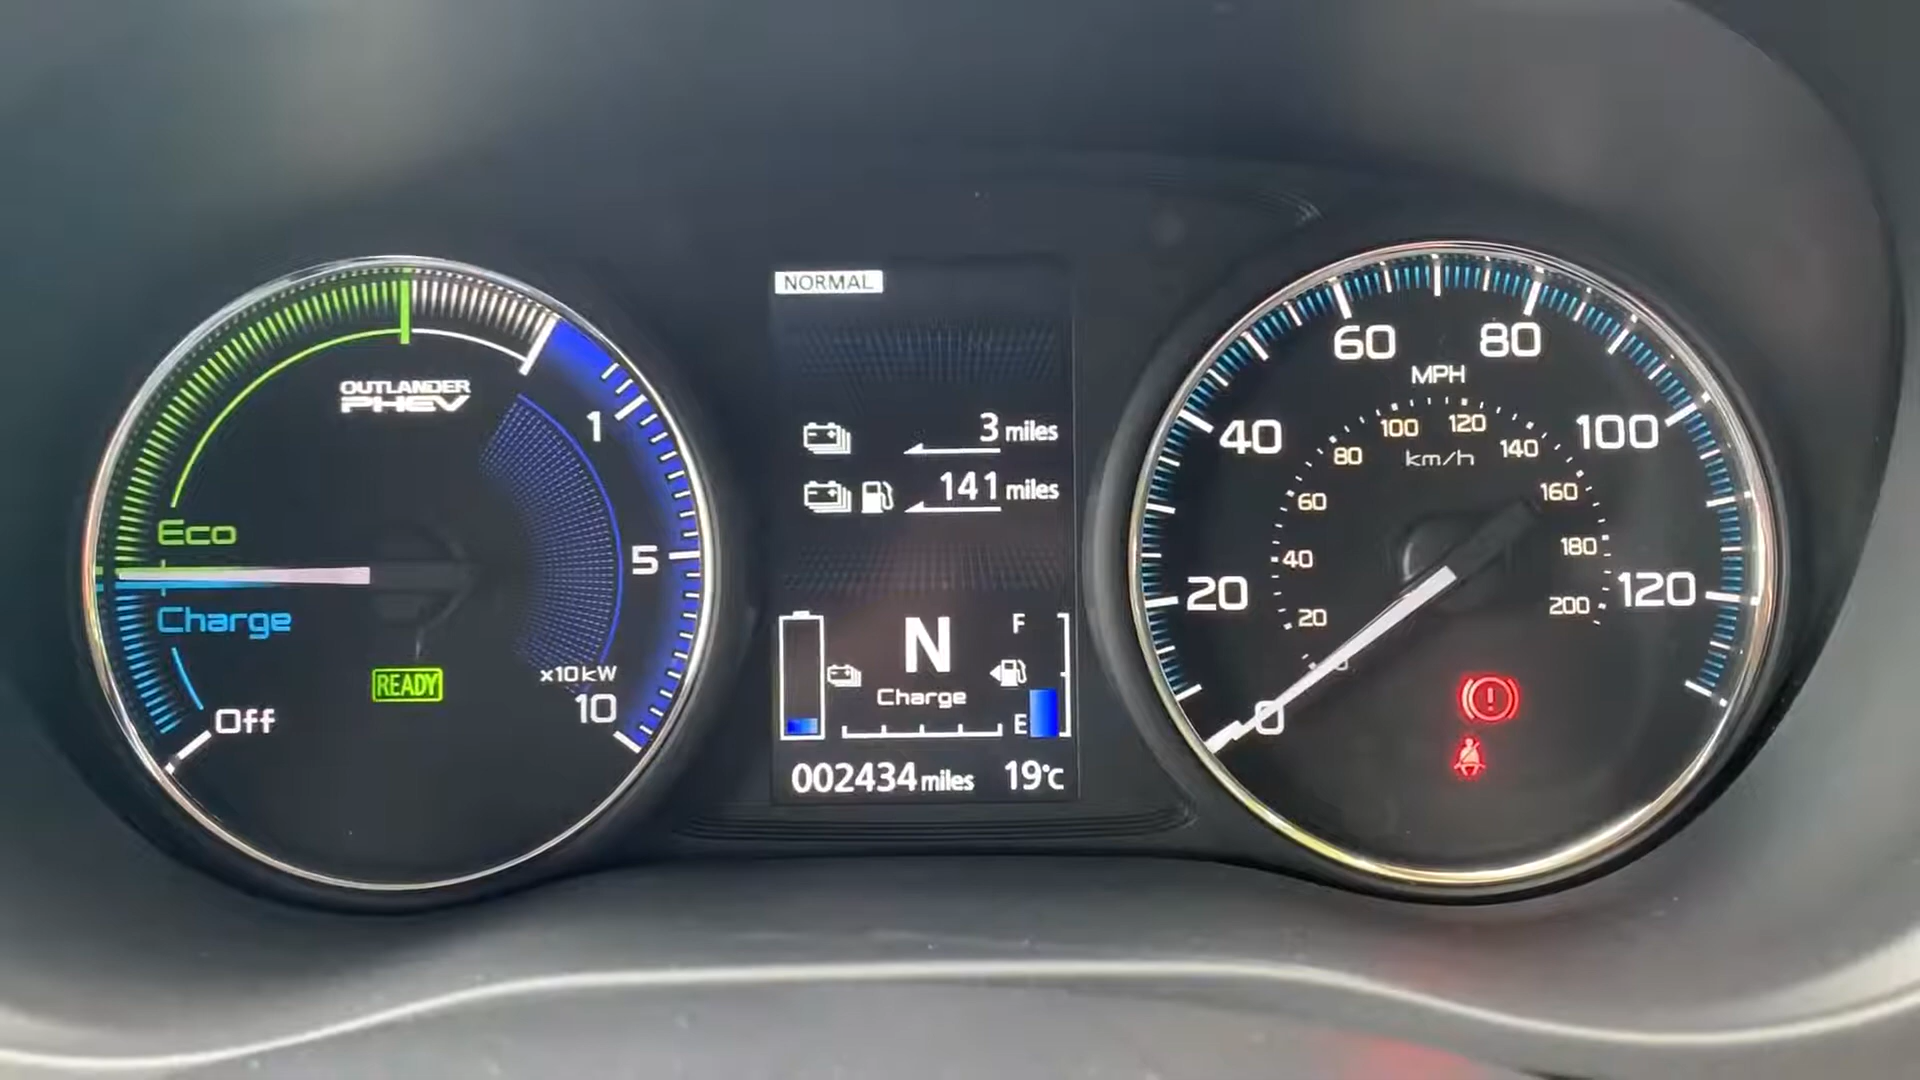 OUTLANDER
PHEV
Eco
Charge
Off
READY
1
5
10
x10kW
NORMAL
3 miles
141 miles
N
Charge
F
E
002434 miles 19°C
0
20
40
60
80
100
120
MPH
km/h
20
40
60
80
100
120
140
160
180
200